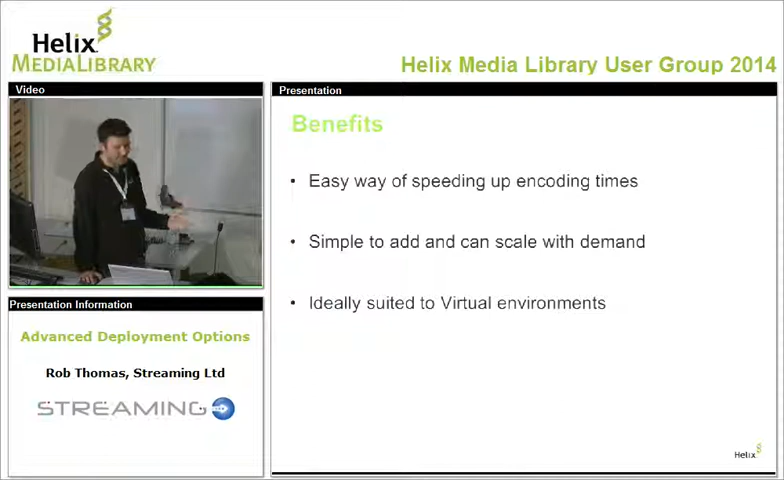 Helix
MEDIALIBRARY
Helix Media Library User Group 2014
Video
Presentation
Benefits
• Easy way of speeding up encoding times
• Simple to add and can scale with demand
• Ideally suited to Virtual environments
Presentation Information
Advanced Deployment Options
Rob Thomas, Streaming Ltd
STREAMING
Helix